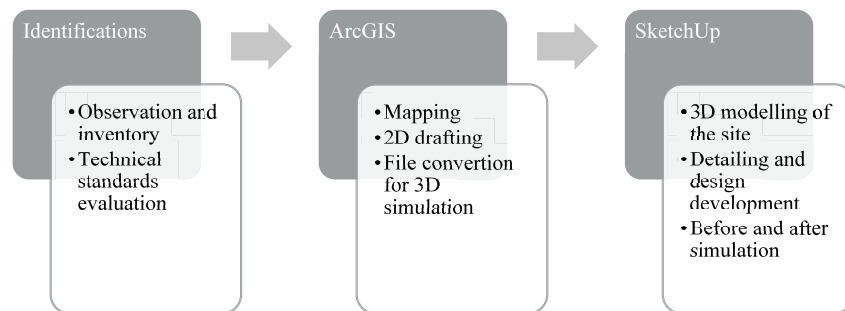 Identifications
• Observation and
inventory
• Technical
standards
evaluation
ArcGIS
• Mapping
• 2D drafting
• File convertion
for 3D
simulation
SketchUp
• 3D modelling of
the site
• Detailing and
design
development
• Before and after
simulation